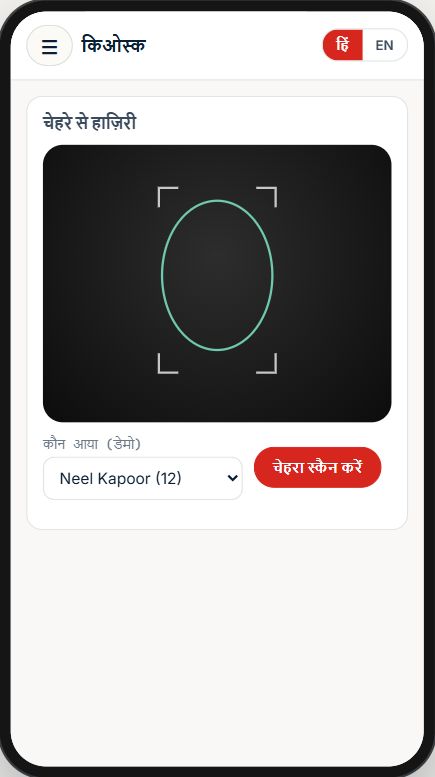 किओस्क
हिं EN
चेहरे से हाज़िरी
कौन आया (डेमो)
Neel Kapoor (12)
चेहरा स्कैन करें